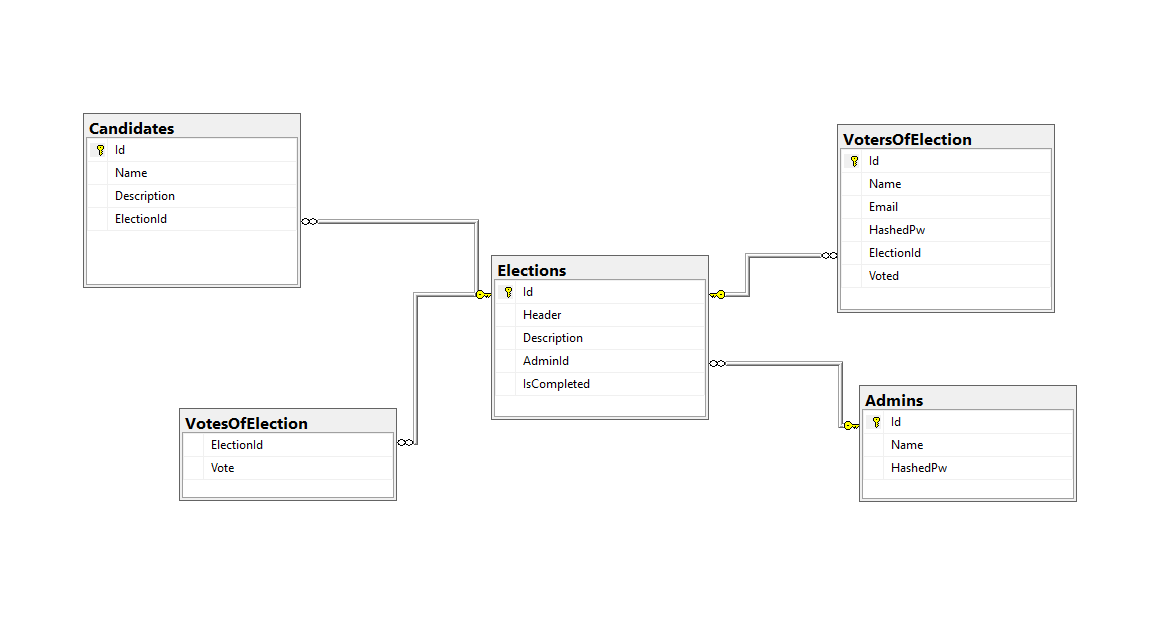 Candidates
Id
Name
Description
ElectionId
VotersOfElection
Id
Name
Email
HashedPw
ElectionId
Voted
Elections
Id
Header
Description
AdminId
IsCompleted
Admins
Id
Name
HashedPw
VotesOfElection
ElectionId
Vote